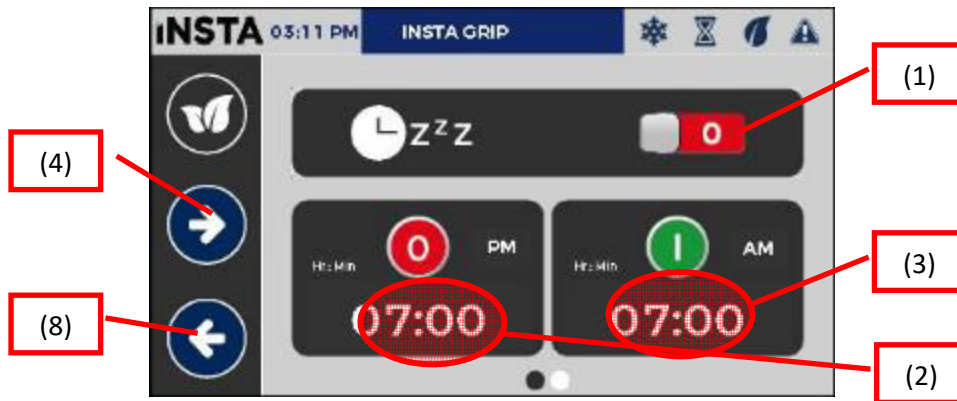 iNSTA 03:11 PM INSTA GRIP
(1)
zzz 0
(4)
0 PM I AM
Hr:Min Hr:Min
(3)
07:00 07:00
(8)
(2)